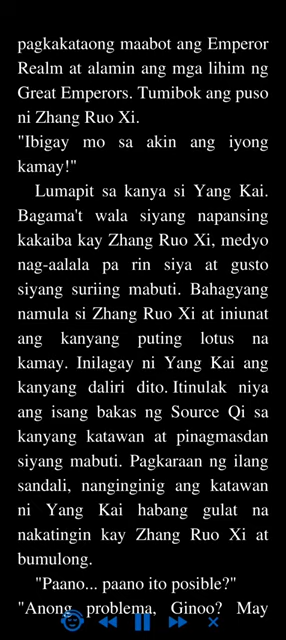 pagkakataong maabot ang Emperor
Realm at alamin ang mga lihim ng
Great Emperors. Tumibok ang puso
ni Zhang Ruo Xi.
"Ibigay mo sa akin ang iyong
kamay!"
Lumapit sa kanya si Yang Kai.
Bagama't wala siyang napansing
kakaiba kay Zhang Ruo Xi, medyo
nag-aalala pa rin siya at gusto
siyang suriing mabuti. Bahagyang
namula si Zhang Ruo Xi at iniunat
ang kanyang puting lotus na
kamay. Inilagay ni Yang Kai ang
kanyang daliri dito. Itinulak niya
ang isang bakas ng Source Qi sa
kanyang katawan at pinagmasdan
siyang mabuti. Pagkaraan ng ilang
sandali, nanginginig ang katawan
ni Yang Kai habang gulat na
nakatingin kay Zhang Ruo Xi at
bumulong.
"Paano... paano ito posible?"
"Anong problema, Ginoo? May